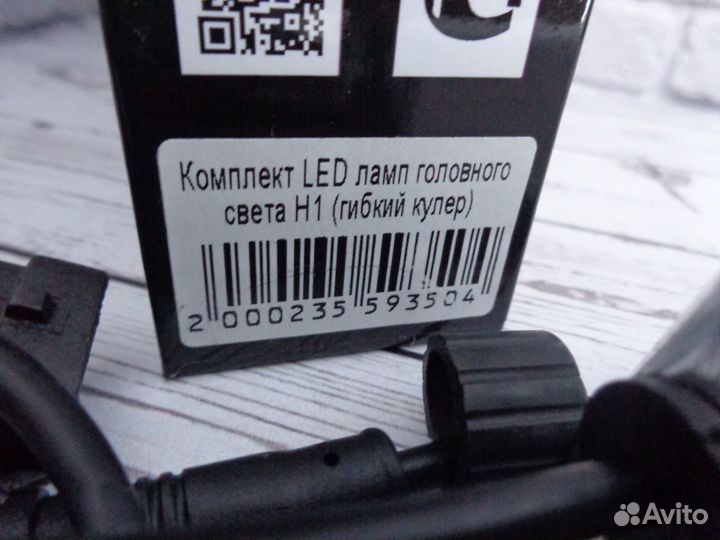 Комплект LED ламп головного
света H1 (гибкий кулер)
2 000235 593504
Avito